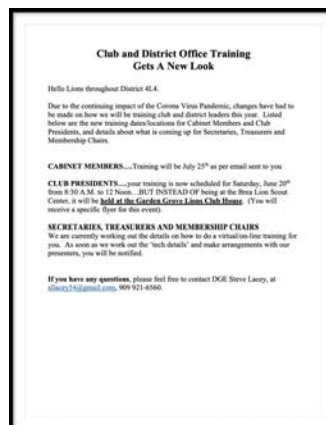 Club and District Office Training
Gets A New Look
Hello Lions throughout District 4L4.
Due to the continuing impact of the Corona Virus Pandemic, changes have had to
be made on how we will be training club and district leaders this year. Listed
below are the new training dates/locations for Cabinet Members and Club
Presidents, and details about what is coming up for Secretaries, Treasurers and
Membership Chairs.
CABINET MEMBERS….Training will be July 25th as per email sent to you
CLUB PRESIDENTS….your training is now scheduled for Saturday, June 20th
from 8:30 A.M. to 12 Noon…BUT INSTEAD OF being at the Brea Lion Scout
Center, it will be held at the Garden Grove Lions Club House. (You will
receive a specific flyer for this event).
SECRETARIES, TREASURERS AND MEMBERSHIP CHAIRS
We are currently working out the details on how to do a virtual/on-line training for
you. As soon as we work out the 'tech details' and make arrangements with our
presenters, you will be notified.
If you have any questions, please feel free to contact DGE Steve Lacey, at
sllacey54@gmail.com, 909 921-6560.